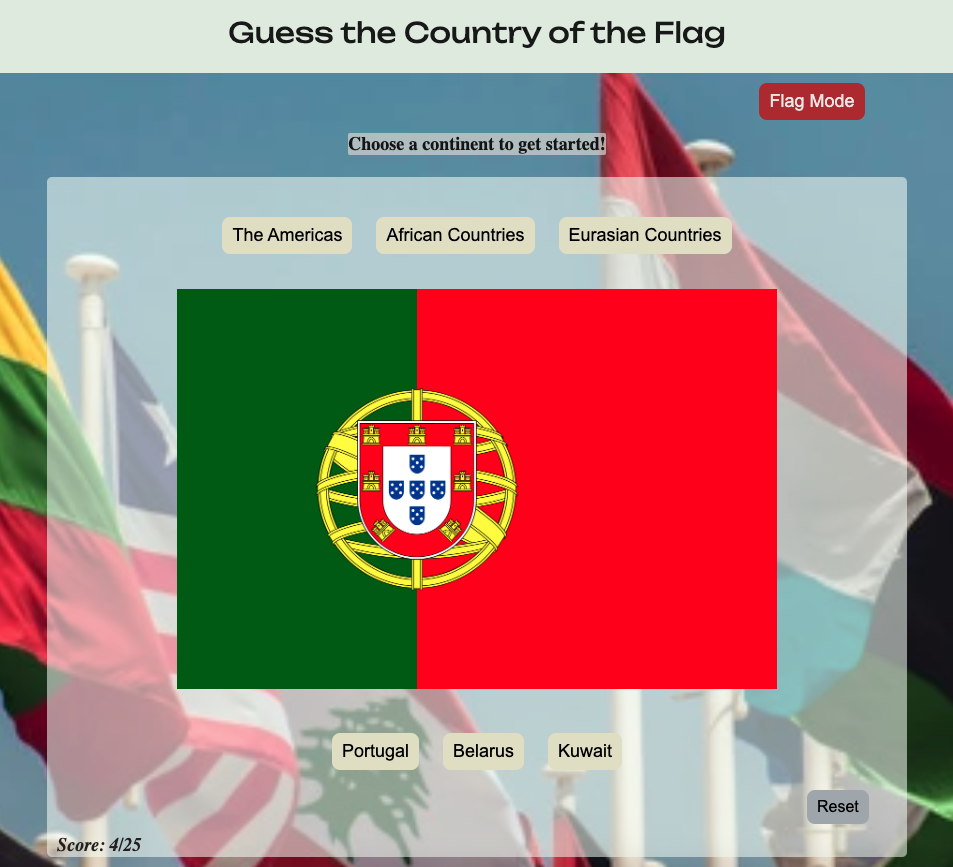 Guess the Country of the Flag
Flag Mode
Choose a continent to get started!
The Americas African Countries Eurasian Countries
Portugal Belarus Kuwait
Reset
Score: 4/25